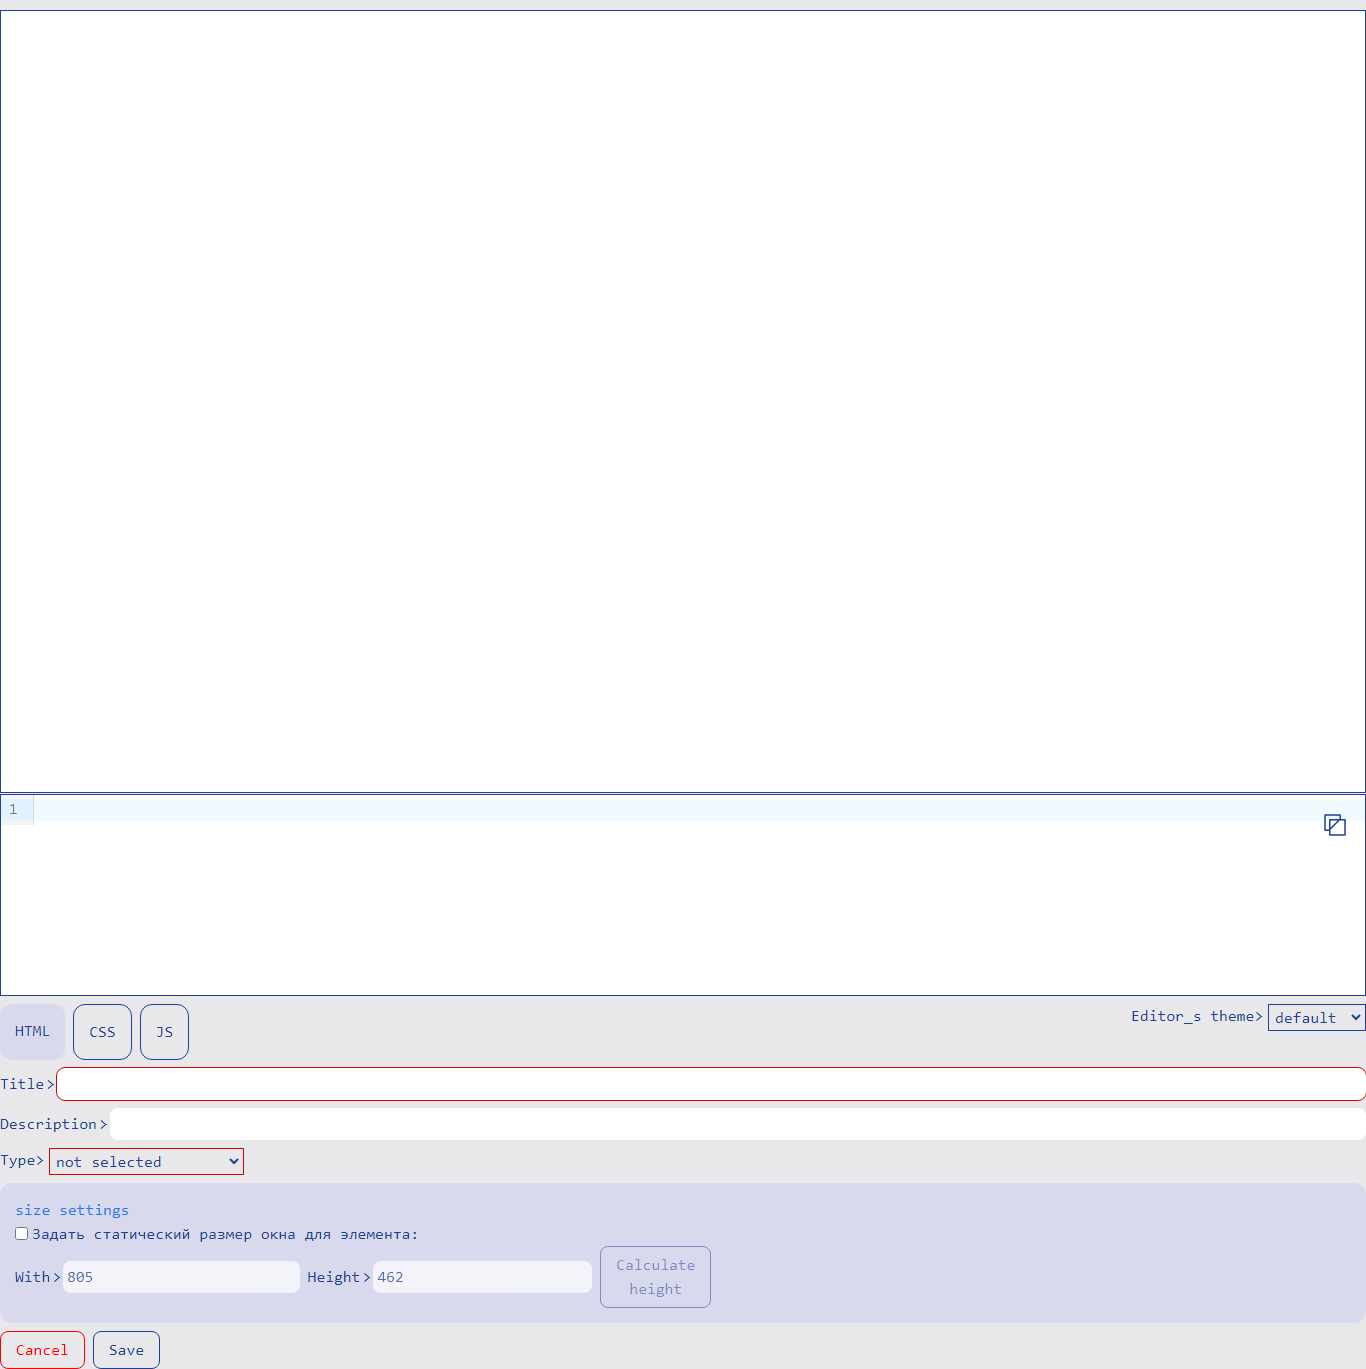 1
HTML CSS JS Editor_s theme> default
Title>
Description>
Type> not selected
size settings
Задать статический размер окна для элемента:
With> 805 Height> 462 Calculate
height
Cancel Save